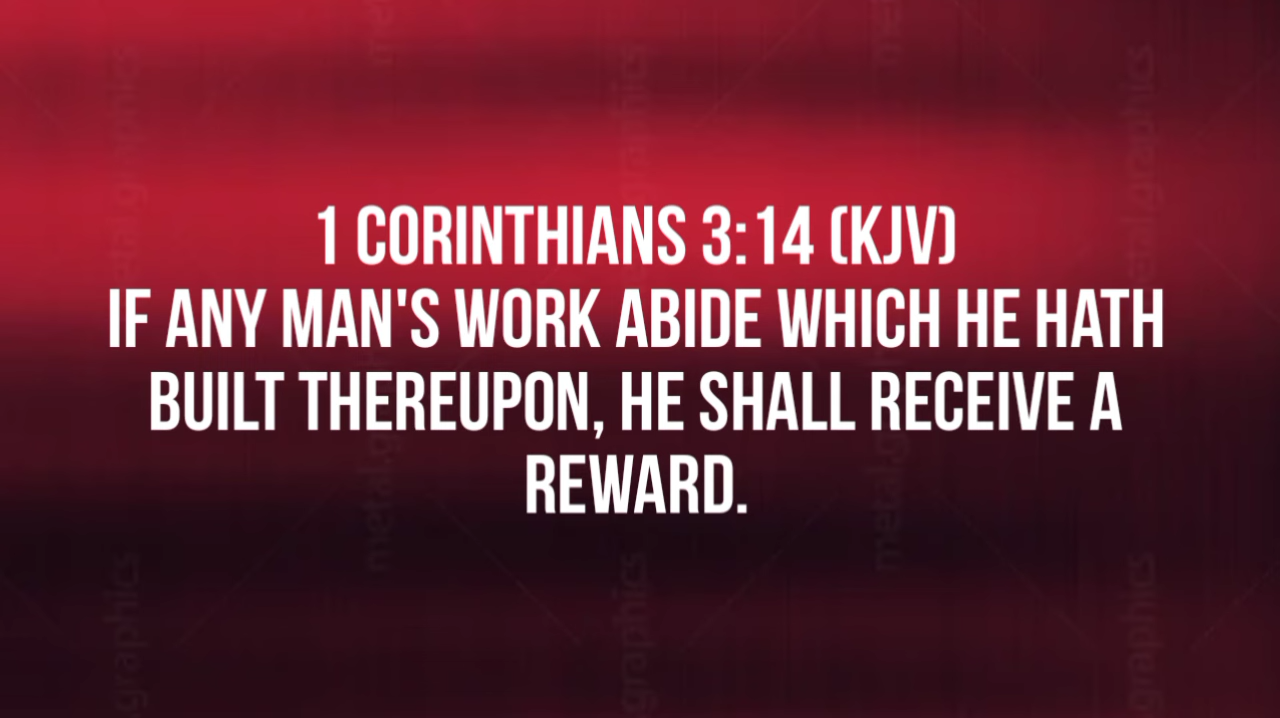 1 CORINTHIANS 3:14 (KJV)
IF ANY MAN'S WORK ABIDE WHICH HE HATH
BUILT THEREUPON, HE SHALL RECEIVE A
REWARD.